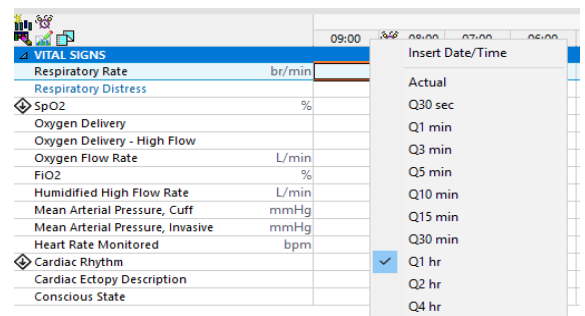 09:00 08:00 07:00 06:00
VITAL SIGNS
Respiratory Rate br/min
Respiratory Distress
SpO2 %
Oxygen Delivery
Oxygen Delivery - High Flow
Oxygen Flow Rate L/min
FiO2 %
Humidified High Flow Rate L/min
Mean Arterial Pressure, Cuff mmHg
Mean Arterial Pressure, Invasive mmHg
Heart Rate Monitored bpm
Cardiac Rhythm
Cardiac Ectopy Description
Conscious State
Insert Date/Time
Actual
Q30 sec
Q1 min
Q3 min
Q5 min
Q10 min
Q15 min
Q30 min
Q1 hr
Q2 hr
Q4 hr